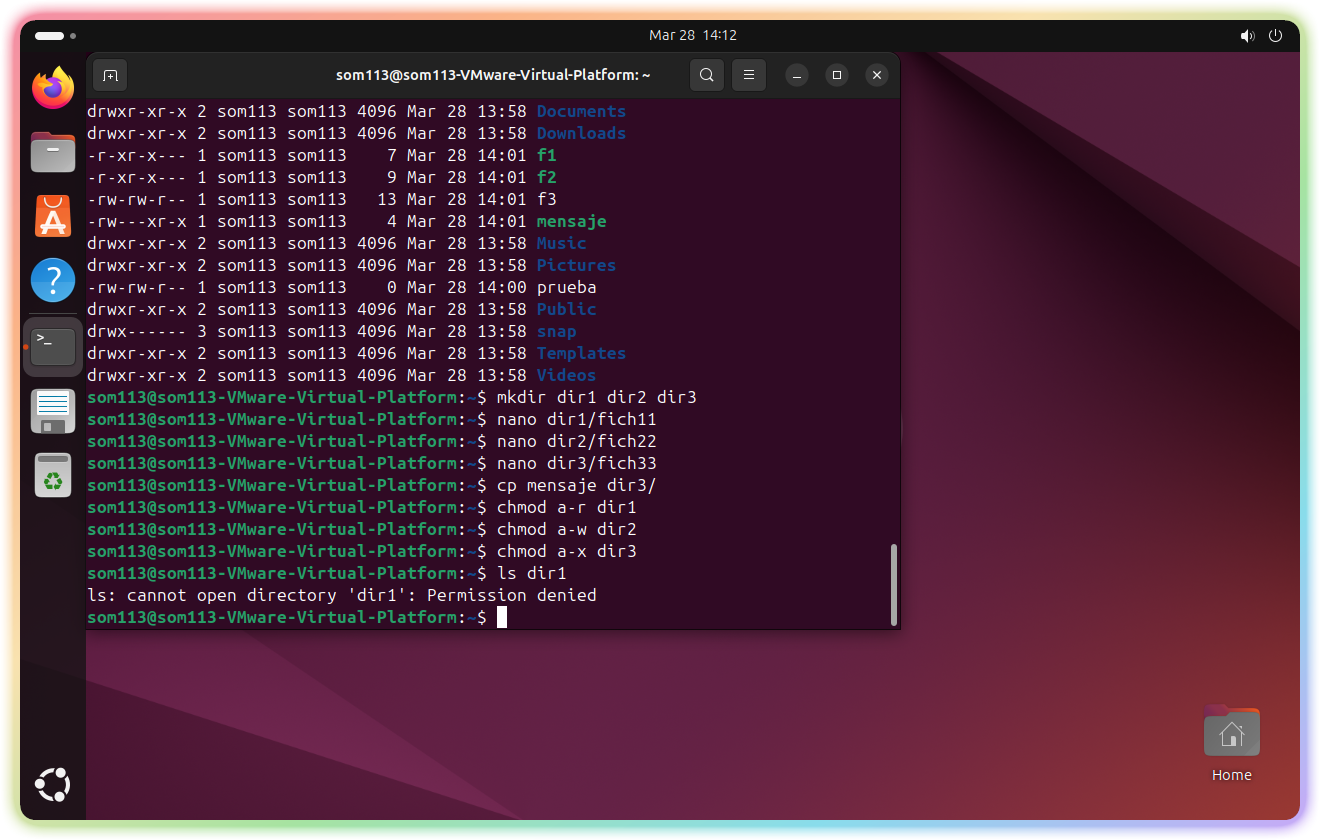 Mar 28 14:12
som113@som113-VMware-Virtual-Platform: ~
drwxr-xr-x 2 som113 som113 4096 Mar 28 13:58 Documents
drwxr-xr-x 2 som113 som113 4096 Mar 28 13:58 Downloads
-r-xr-x--- 1 som113 som113    7 Mar 28 14:01 f1
-r-xr-x--- 1 som113 som113    9 Mar 28 14:01 f2
-rw-rw-r-- 1 som113 som113   13 Mar 28 14:01 f3
-rw---xr-x 1 som113 som113    4 Mar 28 14:01 mensaje
drwxr-xr-x 2 som113 som113 4096 Mar 28 13:58 Music
drwxr-xr-x 2 som113 som113 4096 Mar 28 13:58 Pictures
-rw-rw-r-- 1 som113 som113    0 Mar 28 14:00 prueba
drwxr-xr-x 2 som113 som113 4096 Mar 28 13:58 Public
drwx------ 3 som113 som113 4096 Mar 28 13:58 snap
drwxr-xr-x 2 som113 som113 4096 Mar 28 13:58 Templates
drwxr-xr-x 2 som113 som113 4096 Mar 28 13:58 Videos
som113@som113-VMware-Virtual-Platform:~$ mkdir dir1 dir2 dir3
som113@som113-VMware-Virtual-Platform:~$ nano dir1/fich11
som113@som113-VMware-Virtual-Platform:~$ nano dir2/fich22
som113@som113-VMware-Virtual-Platform:~$ nano dir3/fich33
som113@som113-VMware-Virtual-Platform:~$ cp mensaje dir3/
som113@som113-VMware-Virtual-Platform:~$ chmod a-r dir1
som113@som113-VMware-Virtual-Platform:~$ chmod a-w dir2
som113@som113-VMware-Virtual-Platform:~$ chmod a-x dir3
som113@som113-VMware-Virtual-Platform:~$ ls dir1
ls: cannot open directory 'dir1': Permission denied
som113@som113-VMware-Virtual-Platform:~$
Home